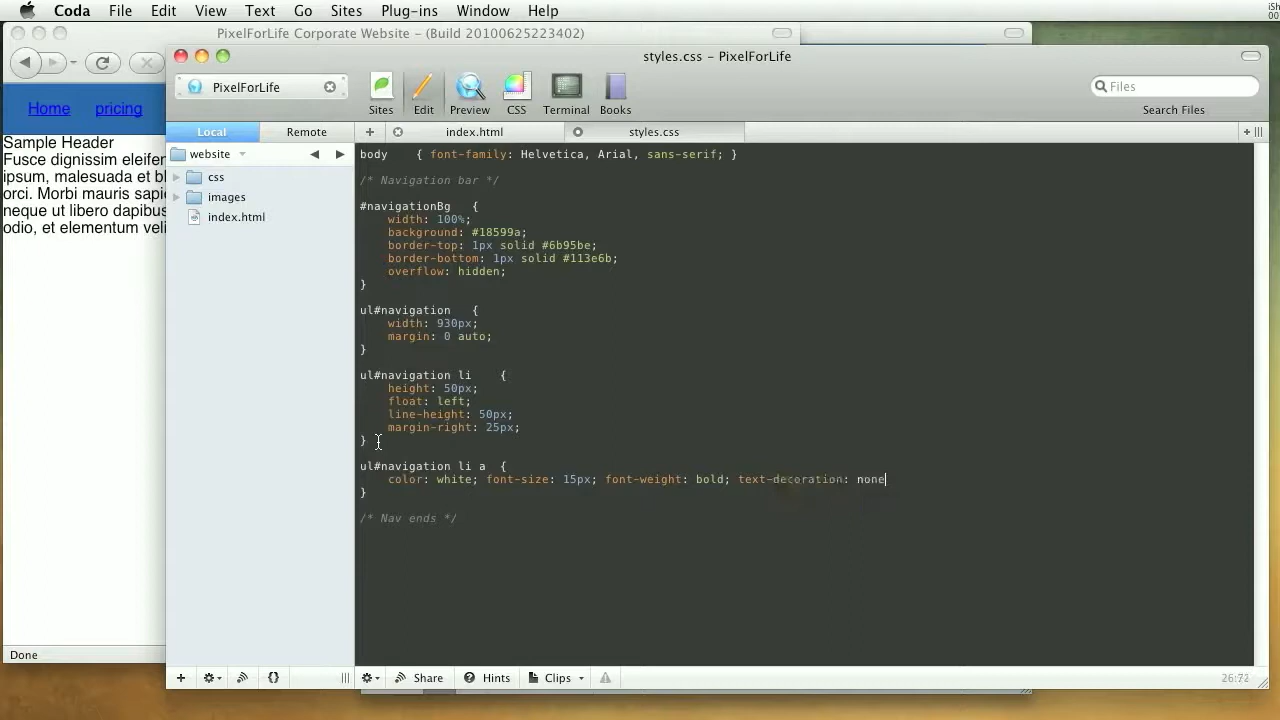 Coda File Edit View Text Go Sites Plug-ins Window Help
PixelForLife Corporate Website – (Build 20100625223402)
styles.css – PixelForLife
PixelForLife
Files
Sites Edit Preview CSS Terminal Books
Search Files
Home pricing
Local Remote
index.html styles.css
website
css
images
index.html
Sample Header
Fusce dignissim eleifen
ipsum, malesuada et bl
orci. Morbi mauris sapie
neque ut libero dapibus
odio, et elementum veli
body { font-family: Helvetica, Arial, sans-serif; }
/* Navigation bar */
#navigationBg {
width: 100%;
background: #18599a;
border-top: 1px solid #6b95be;
border-bottom: 1px solid #113e6b;
overflow: hidden;
}
ul#navigation {
width: 930px;
margin: 0 auto;
}
ul#navigation li {
height: 50px;
float: left;
line-height: 50px;
margin-right: 25px;
}
ul#navigation li a {
color: white; font-size: 15px; font-weight: bold; text-decoration: none
}
/* Nav ends */
Done
Share Hints Clips
26:72